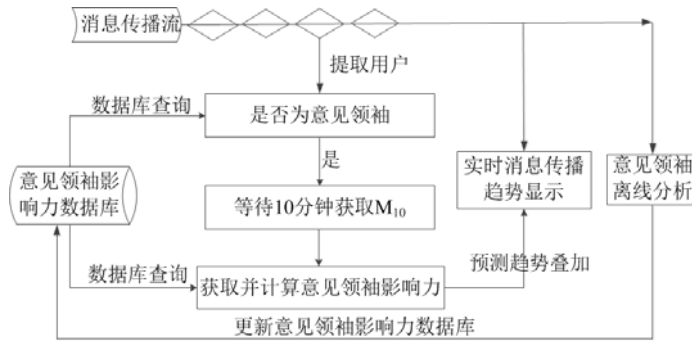 消息传播流
提取用户
数据库查询
是否为意见领袖
是
意见领袖影
响力数据库
等待10分钟获取M₁₀
实时消息传播
趋势显示
意见领袖
离线分析
数据库查询
获取并计算意见领袖影响力
预测趋势叠加
更新意见领袖影响力数据库